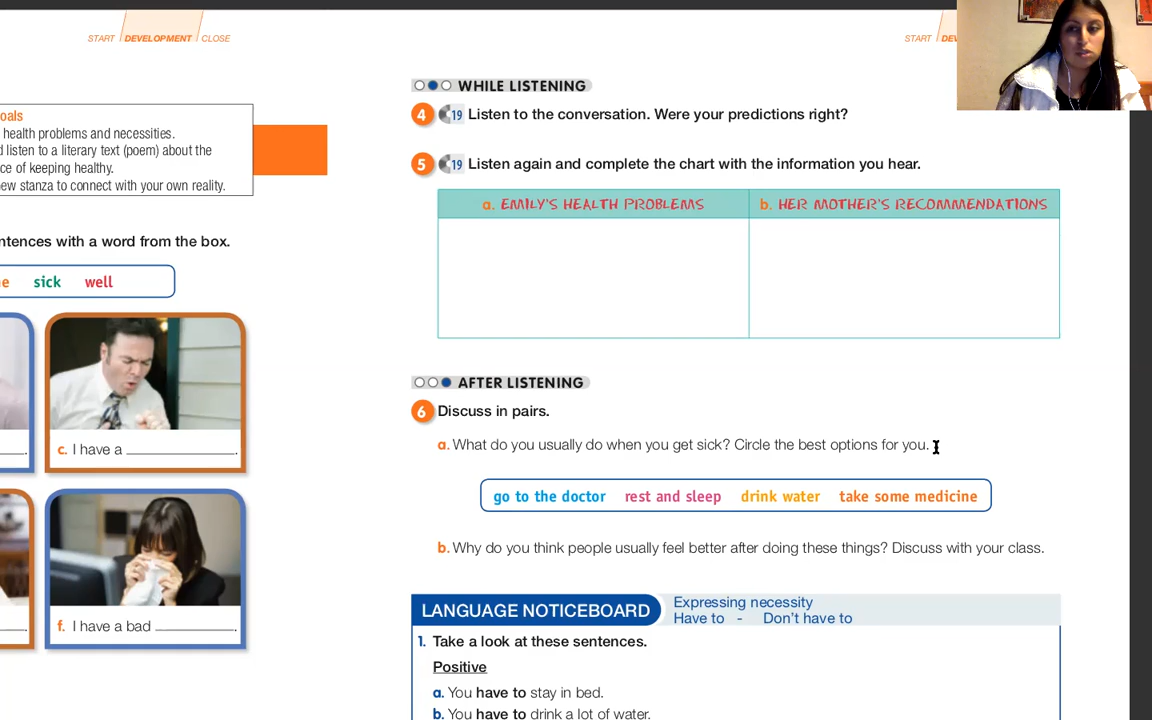 START DEVELOPMENT CLOSE
START
oals
health problems and necessities.
d listen to a literary text (poem) about the
ce of keeping healthy.
ew stanza to connect with your own reality.
ntences with a word from the box.
sick well
c. I have a ____________.
f. I have a bad ____________.
WHILE LISTENING
4 19 Listen to the conversation. Were your predictions right?
5 19 Listen again and complete the chart with the information you hear.
a. EMILY'S HEALTH PROBLEMS b. HER MOTHER'S RECOMMENDATIONS
AFTER LISTENING
6 Discuss in pairs.
a. What do you usually do when you get sick? Circle the best options for you.
go to the doctor rest and sleep drink water take some medicine
b. Why do you think people usually feel better after doing these things? Discuss with your class.
LANGUAGE NOTICEBOARD
Expressing necessity
Have to - Don't have to
1. Take a look at these sentences.
Positive
a. You have to stay in bed.
b. You have to drink a lot of water.